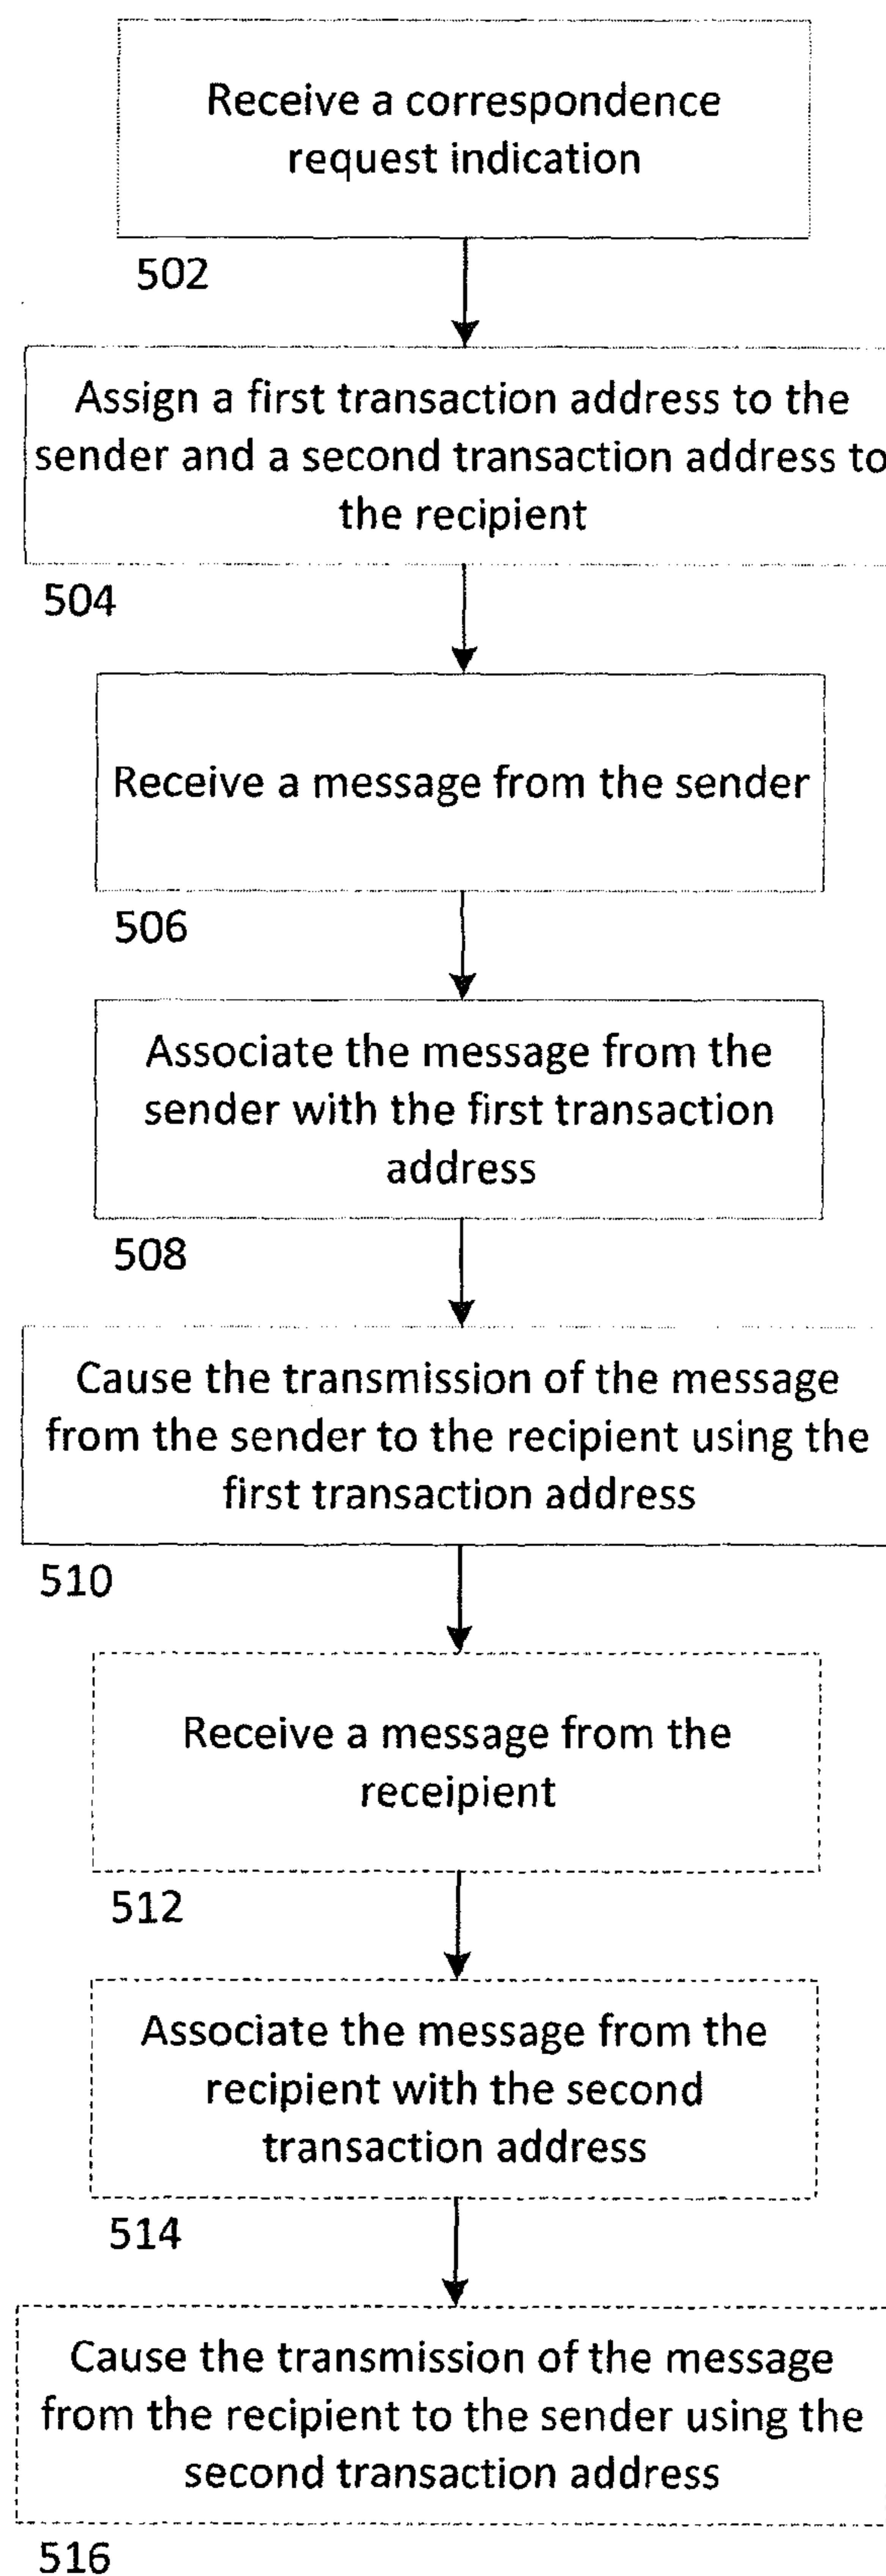 Receive a correspondence
request indication
502
Assign a first transaction address to the
sender and a second transaction address to
the recipient
504
Receive a message from the sender
506
Associate the message from the
sender with the first transaction
address
508
Cause the transmission of the message
from the sender to the recipient using the
first transaction address
510
Receive a message from the
receipient
512
Associate the message from the
recipient with the second
transaction address
514
Cause the transmission of the message
from the recipient to the sender using the
second transaction address
516